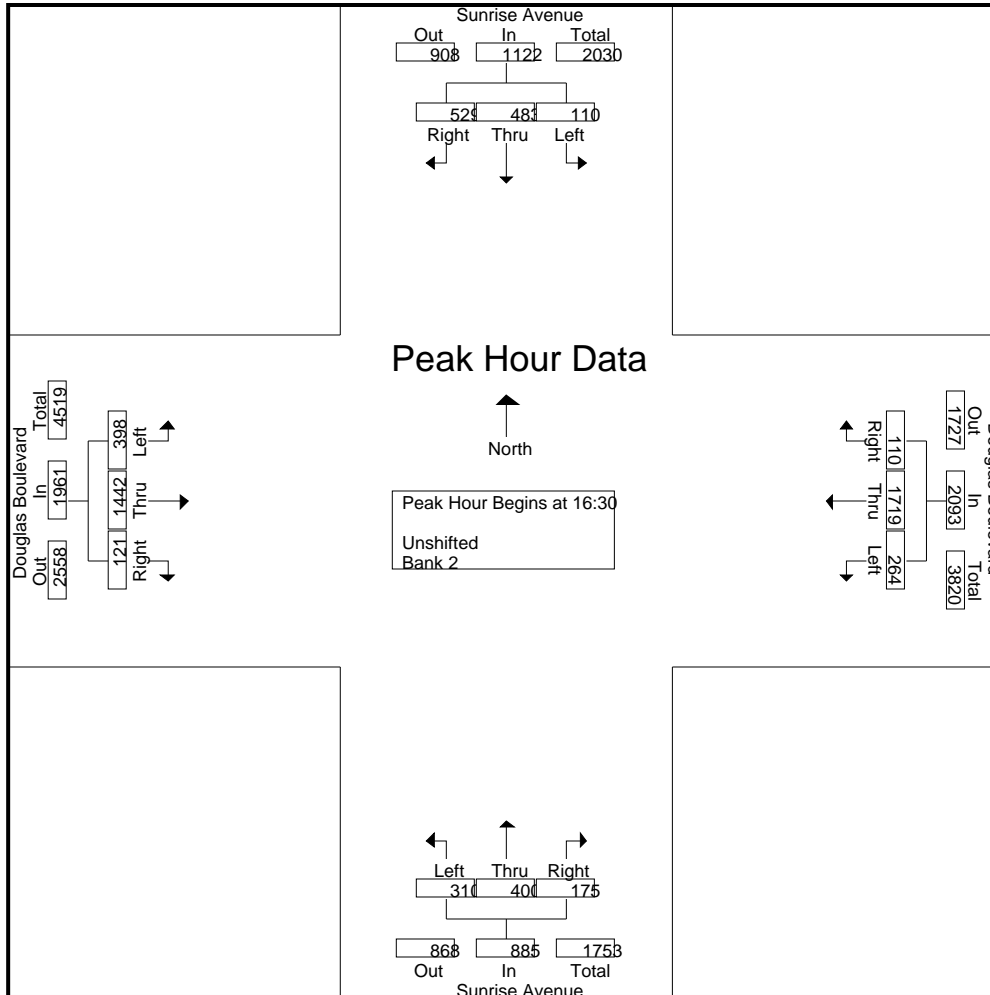 Sunrise Avenue
Out In Total
908 1122 2030
529 483 110
Right Thru Left
Peak Hour Data
North
Peak Hour Begins at 16:30
Unshifted
Bank 2
Douglas Boulevard
Out In Total
2558 1961 4519
121 1442 398
Right Thru Left
Douglas Boulevard
Out In Total
1727 2093 3820
110 1719 264
Right Thru Left
Left Thru Right
310 400 175
868 885 1753
Out In Total
Sunrise Avenue